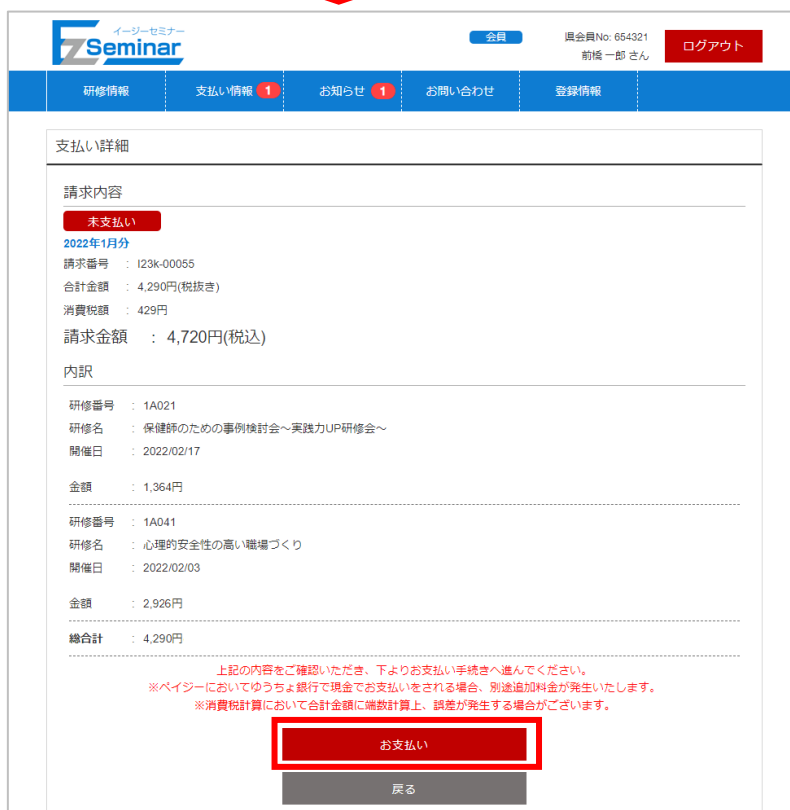 イージーセミナー
EZ Seminar
会員
県会員No: 654321
前橋 一郎 さん
ログアウト
研修情報
支払い情報 1
お知らせ 1
お問い合わせ
登録情報
支払い詳細
請求内容
未支払い
2022年1月分
請求番号 : I23k-00055
合計金額 : 4,290円(税抜き)
消費税額 : 429円
請求金額 : 4,720円(税込)
内訳
研修番号 : 1A021
研修名 : 保健師のための事例検討会～実践力UP研修会～
開催日 : 2022/02/17
金額 : 1,364円
研修番号 : 1A041
研修名 : 心理的安全性の高い職場づくり
開催日 : 2022/02/03
金額 : 2,926円
総合計 : 4,290円
上記の内容をご確認いただき、下よりお支払い手続きへ進んでください。
※ペイジーにおいてゆうちょ銀行で現金でお支払いをされる場合、別途追加料金が発生いたします。
※消費税計算において合計金額に端数計算上、誤差が発生する場合がございます。
お支払い
戻る